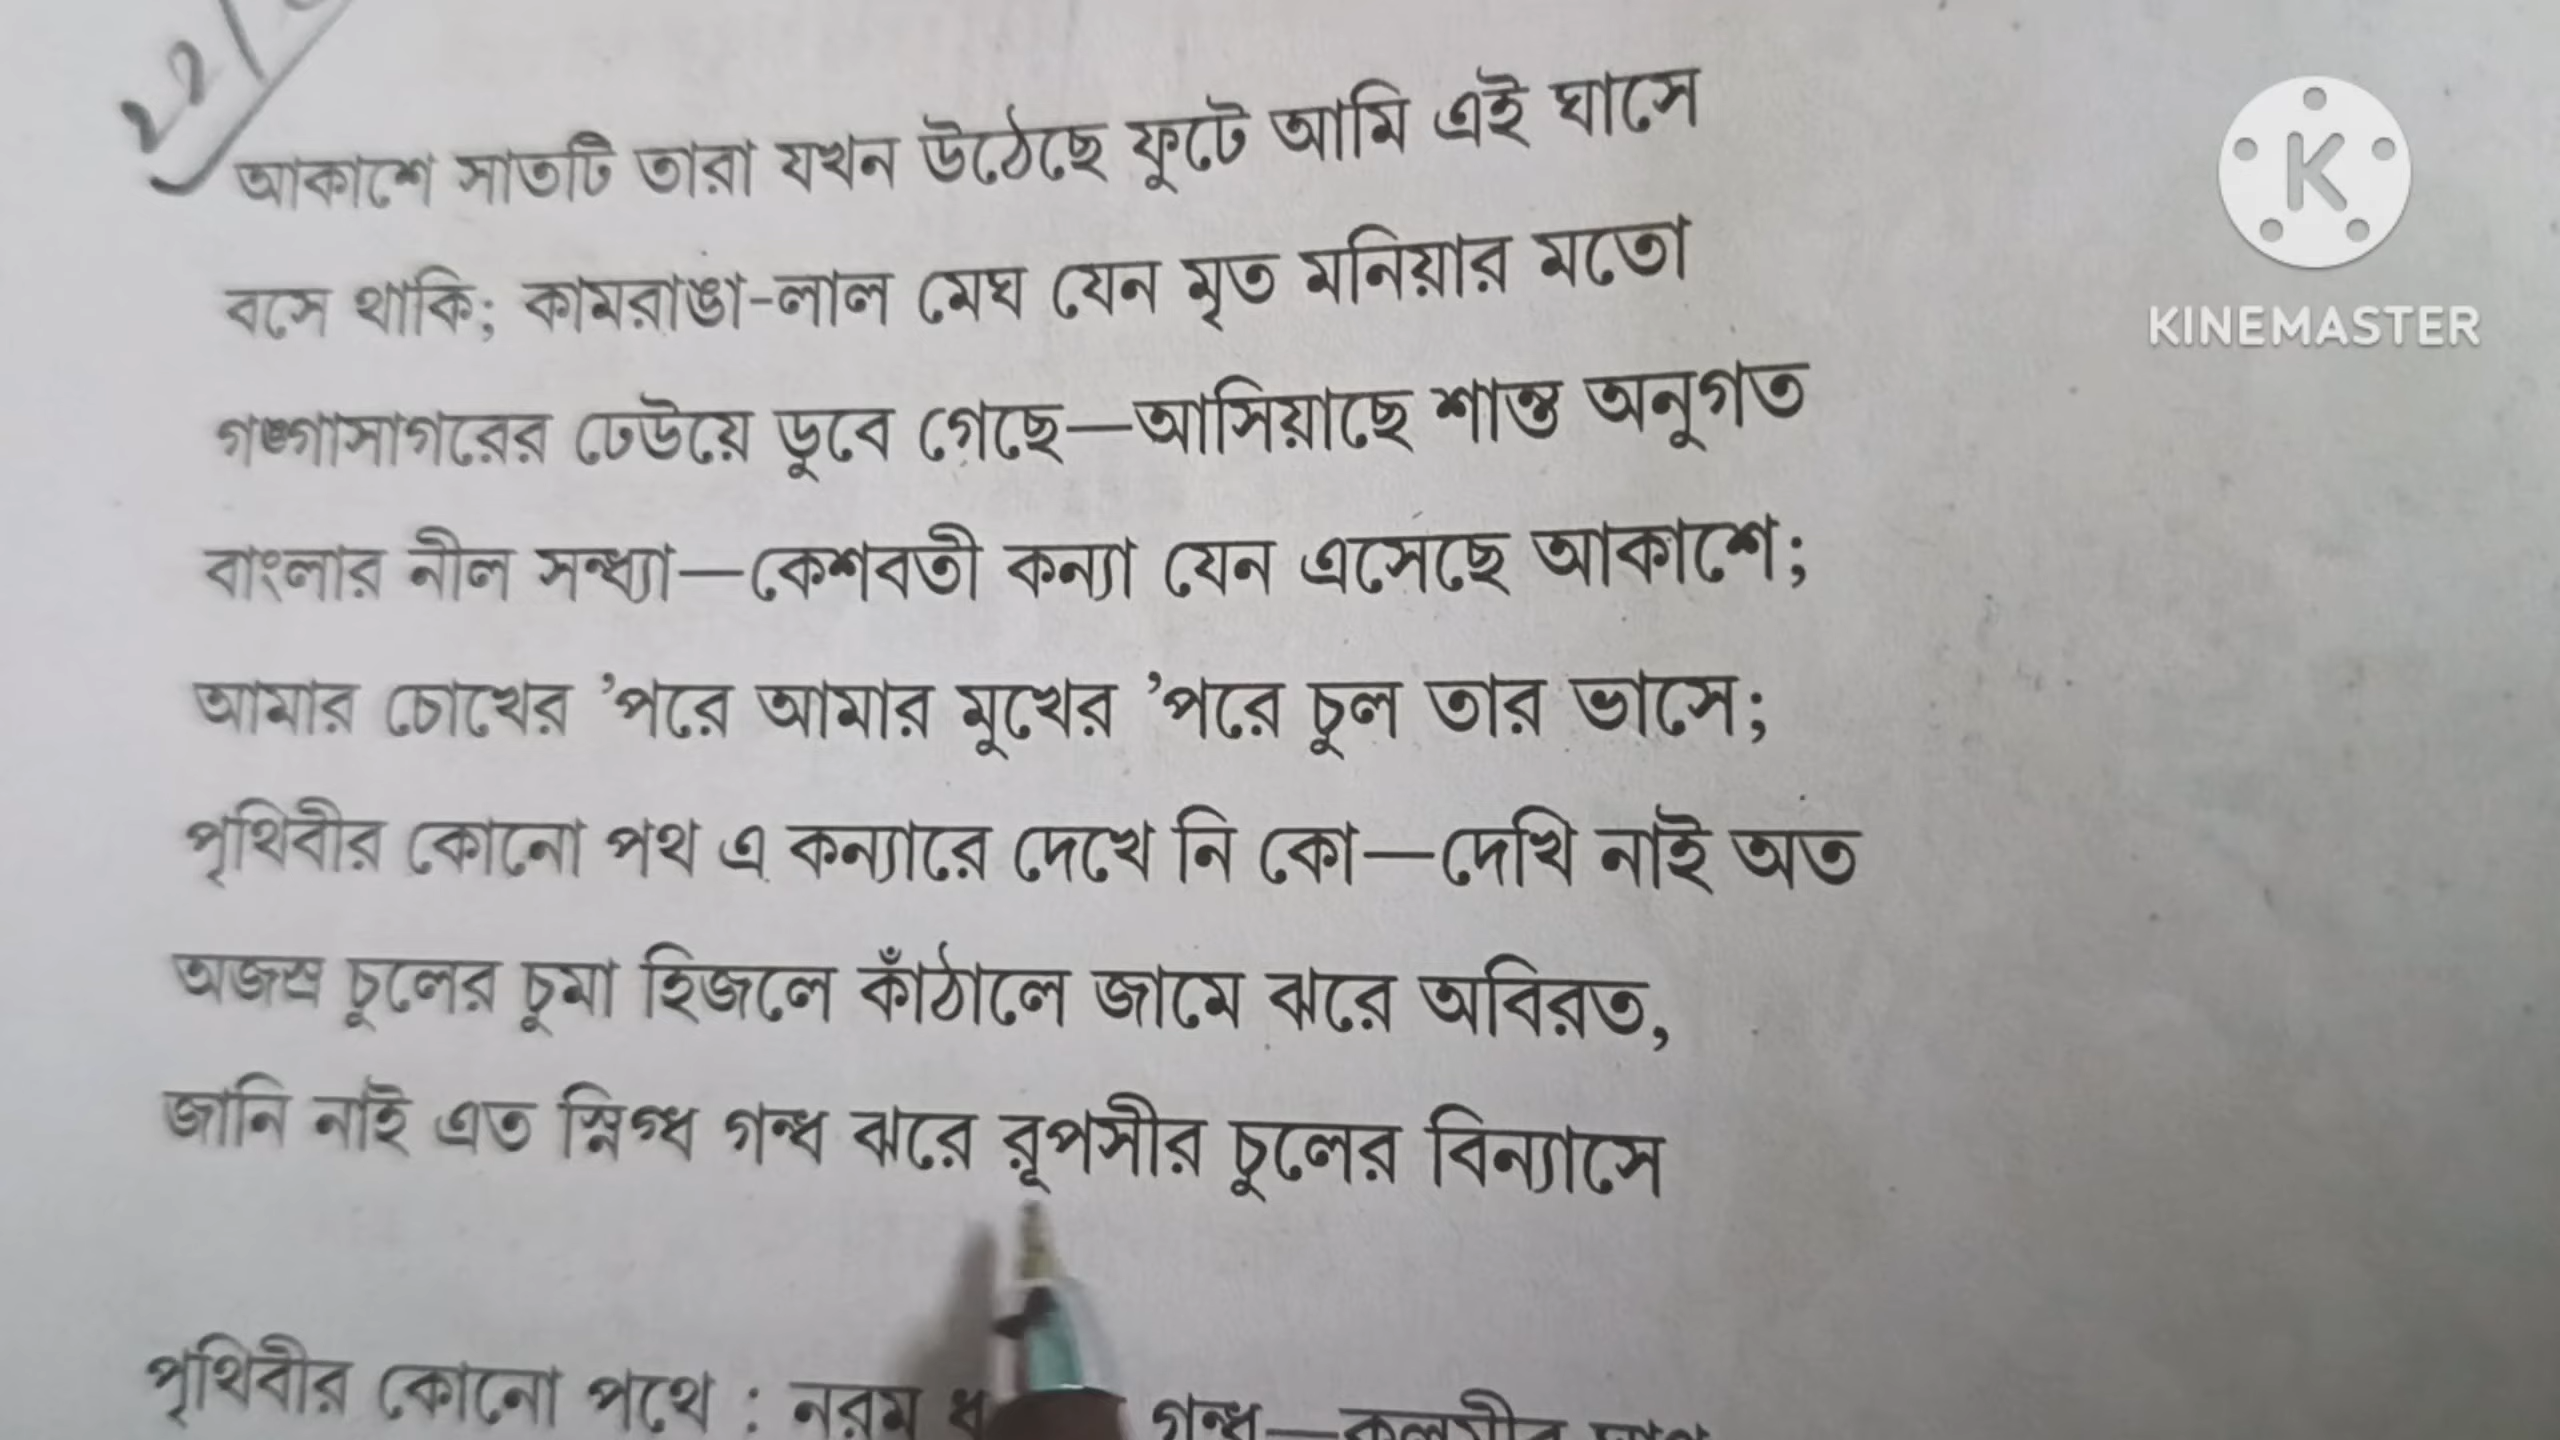 আকাশে সাতটি তারা যখন উঠেছে ফুটে আমি এই ঘাসে
বসে থাকি; কামরাঙা-লাল মেঘ যেন মৃত মনিয়ার মতো
গঙ্গাসাগরের ঢেউয়ে ডুবে গেছে—আসিয়াছে শান্ত অনুগত
বাংলার নীল সন্ধ্যা—কেশবতী কন্যা যেন এসেছে আকাশে;
আমার চোখের ’পরে আমার মুখের ’পরে চুল তার ভাসে;
পৃথিবীর কোনো পথ এ কন্যারে দেখে নি কো—দেখি নাই অত
অজস্র চুলের চুমা হিজলে কাঁঠালে জামে ঝরে অবিরত,
জানি নাই এত স্নিগ্ধ গন্ধ ঝরে রূপসীর চুলের বিন্যাসে
পৃথিবীর কোনো পথে : নরম গন্ধ—কলমীর
K
KINEMASTER